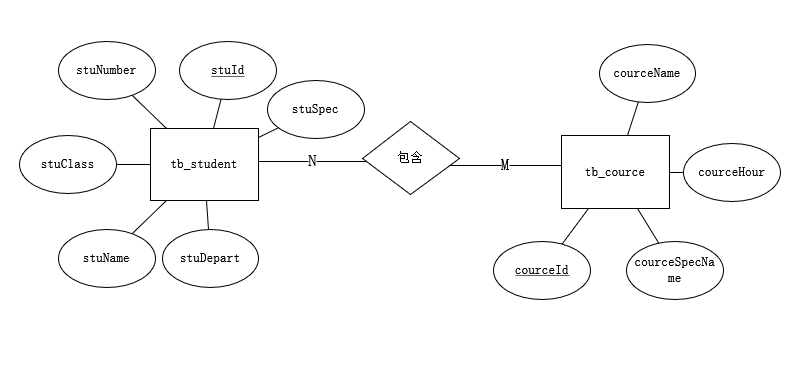 stuNumber
stuId
stuSpec
stuClass
tb_student
stuName
stuDepart
N
包含
M
courceName
tb_cource
courceHour
courceId
courceSpecNa
me